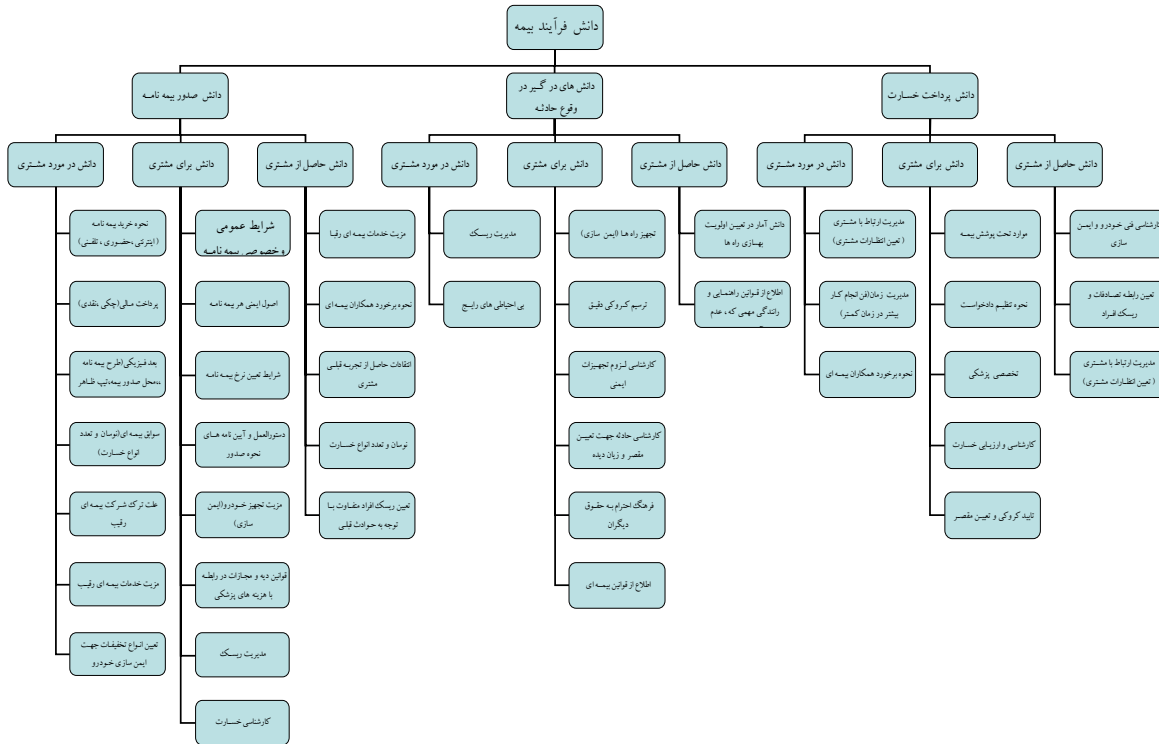 دانش فرآیند بیمه
دانش پرداخت خسارت
دانش های در گیر در
وقوع حادثه
دانش صدور بیمه نامه
دانش حاصل از مشتری
دانش برای مشتری
دانش در مورد مشتری
دانش حاصل از مشتری
دانش برای مشتری
دانش در مورد مشتری
دانش حاصل از مشتری
دانش برای مشتری
دانش در مورد مشتری
کارشناسی فنی خودرو و ایمن
سازی
تعیین رابطه تصادفات و
ریسک افراد
مدیریت ارتباط با مشتری
(تعیین انتظارات مشتری)
موارد تحت پوشش بیمه
نحوه تنظیم دادخواست
تخصصی پزشکی
کارشناسی و ارزیابی خسارت
تایید کروکی و تعیین مقصر
مدیریت ارتباط با مشتری
(تعیین انتظارات مشتری)
مدیریت زمان(فن انجام کار
بیشتر در زمان کمتر)
نحوه برخورد همکاران بیمه ای
دانش آمار در تعیین اولویت
بهسازی راه ها
اطلاع از قوانین راهنمایی و
رانندگی مهمی که ، عدم
تجهیز راه ها (ایمن سازی)
ترسیم کروکی دقیق
کارشناسی لزوم تجهیزات
ایمنی
کارشناسی حادثه جهت تعیین
مقصر و زیان دیده
فرهنگ احترام به حقوق
دیگران
اطلاع از قوانین بیمه ای
مدیریت ریسک
بی احتیاطی های رایج
مزیت خدمات بیمه ای رقبا
نحوه برخورد همکاران بیمه ای
انتقادات حاصل از تجربه قبلی
مشتری
نوسان و تعدد انواع خسارت
تعیین ریسک افراد متفاوت با
توجه به حوادث قبلی
شرایط عمومی
و خصوصی بیمه نامه
اصول ایمنی هر بیمه نامه
شرایط تعیین نرخ بیمه نامه
دستورالعمل و آیین نامه های
نحوه صدور
مزیت تجهیز خودرو(ایمن
سازی)
قوانین دیه و مجازات در رابطه
با هزینه های پزشکی
مدیریت ریسک
کارشناسی خسارت
نحوه خرید بیمه نامه
(اینترنتی ،حضوری ، تلفنی)
پرداخت مالی(چکی ،نقدی)
بعد فیزیکی(طرح بیمه نامه
،،محل صدور بیمه،تیپ ظاهر
سوابق بیمه ای(نوسان و تعدد
انواع خسارت)
علت ترک شرکت بیمه ای
رقیب
مزیت خدمات بیمه ای رقیب
تعیین انواع تخفیفات جهت
ایمن سازی خودرو